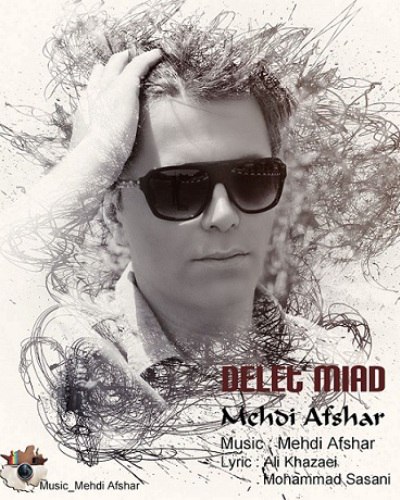 DELET MIAD
Mehdi Afshar
Music : Mehdi Afshar
Lyric : Ali Khazaei
Mohammad Sasani
Music_Mehdi Afshar